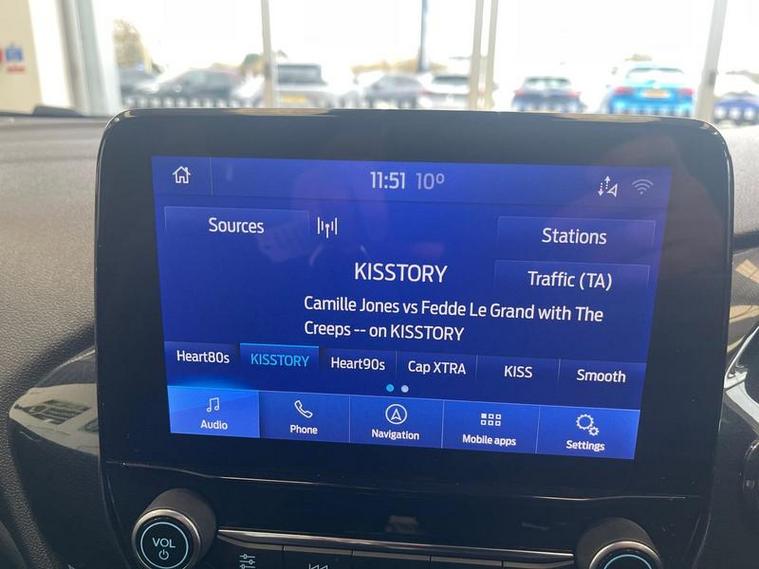 11:51 10°
Sources
Stations
KISSTORY
Traffic (TA)
Camille Jones vs Fedde Le Grand with The
Creeps -- on KISSTORY
Heart80s KISSTORY Heart90s Cap XTRA KISS Smooth
Audio Phone Navigation Mobile apps Settings
VOL